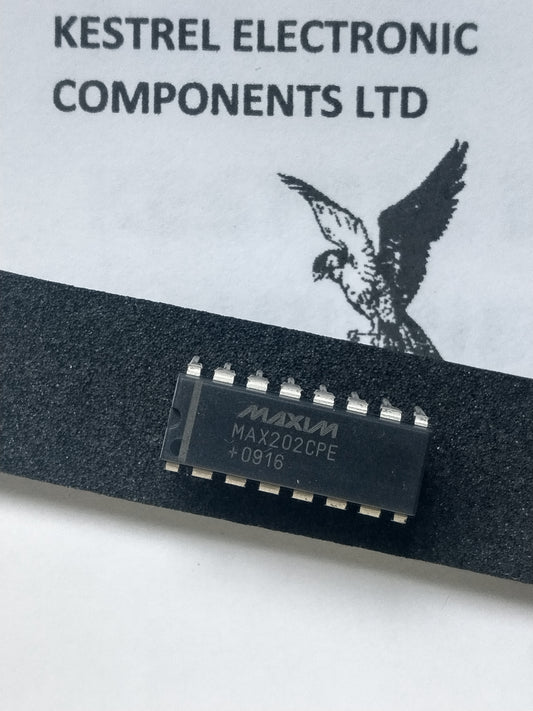 KESTREL ELECTRONIC
COMPONENTS LTD
MAXIM
MAX202CPE
+0916